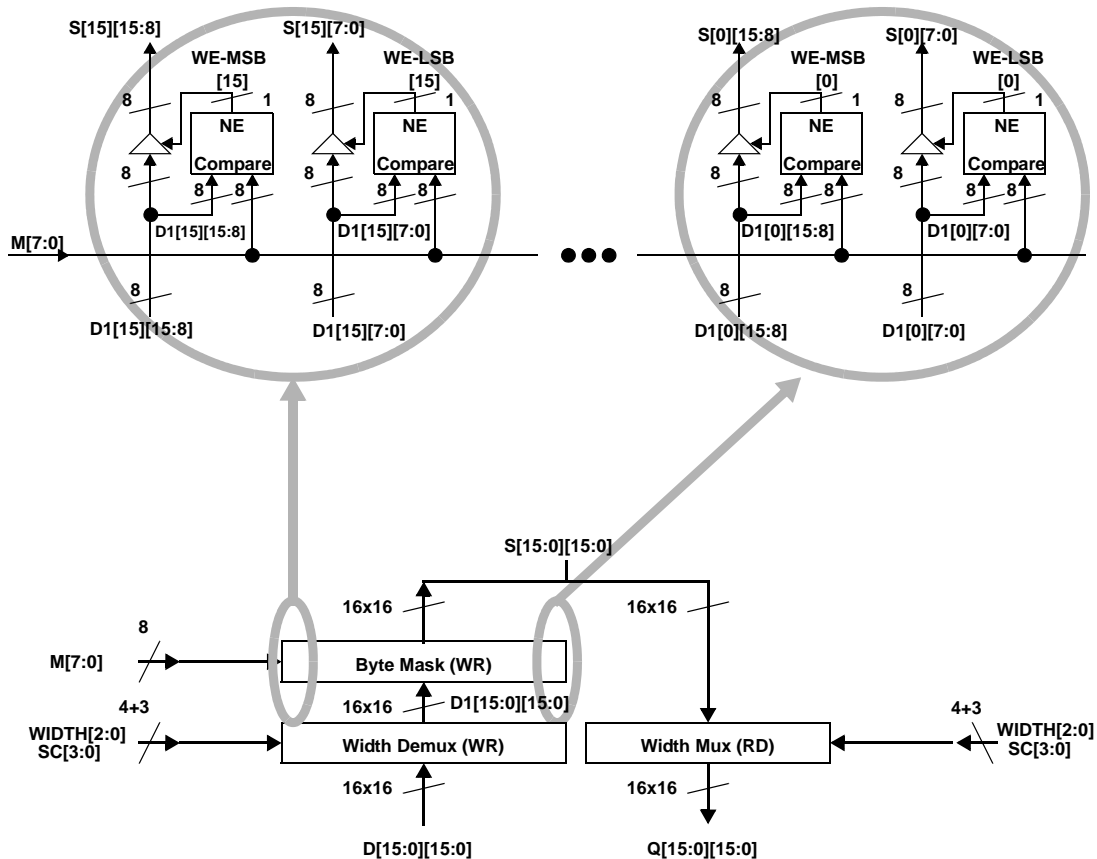 S[15][15:8] S[15][7:0] S[0][15:8] S[0][7:0]
WE-MSB WE-LSB WE-MSB WE-LSB
[15] [15] [0] [0]
8 1 8 1 8 1 8 1
NE NE NE NE
Compare Compare Compare Compare
8 8 8 8 8 8 8 8 8 8 8 8
D1[15][15:8] D1[15][7:0] D1[0][15:8] D1[0][7:0]
M[7:0]
8 8 8 8
D1[15][15:8] D1[15][7:0] D1[0][15:8] D1[0][7:0]
S[15:0][15:0]
16x16 16x16
8
M[7:0] Byte Mask (WR)
16x16 D1[15:0][15:0]
4+3 4+3
WIDTH[2:0] Width Demux (WR) Width Mux (RD) WIDTH[2:0]
SC[3:0] SC[3:0]
16x16 16x16
D[15:0][15:0] Q[15:0][15:0]